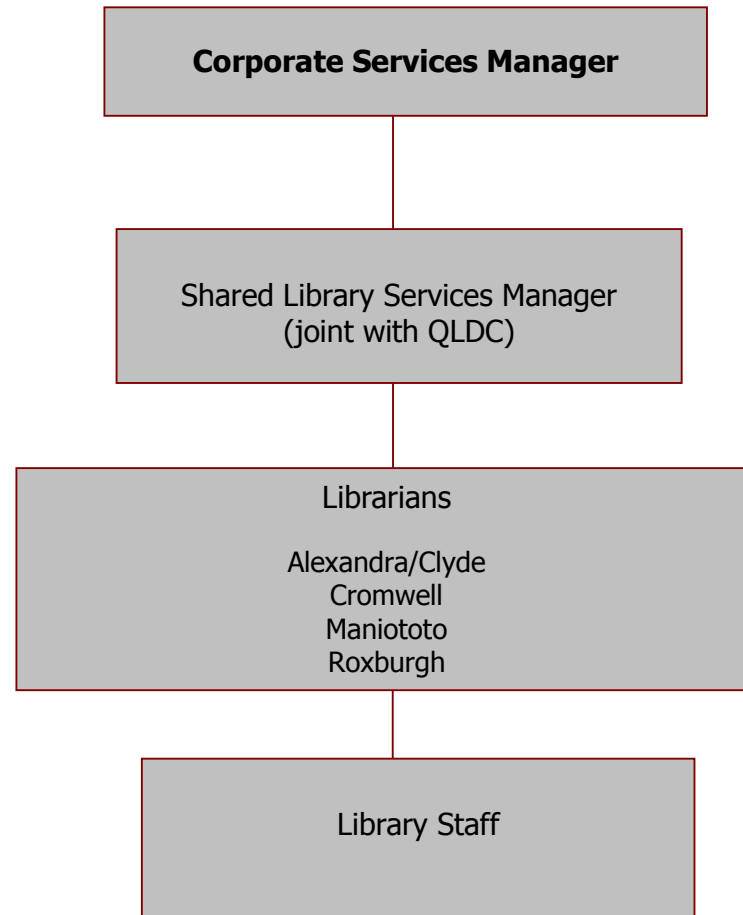 Corporate Services Manager
Shared Library Services Manager
(joint with QLDC)
Librarians
Alexandra/Clyde
Cromwell
Maniototo
Roxburgh
Library Staff